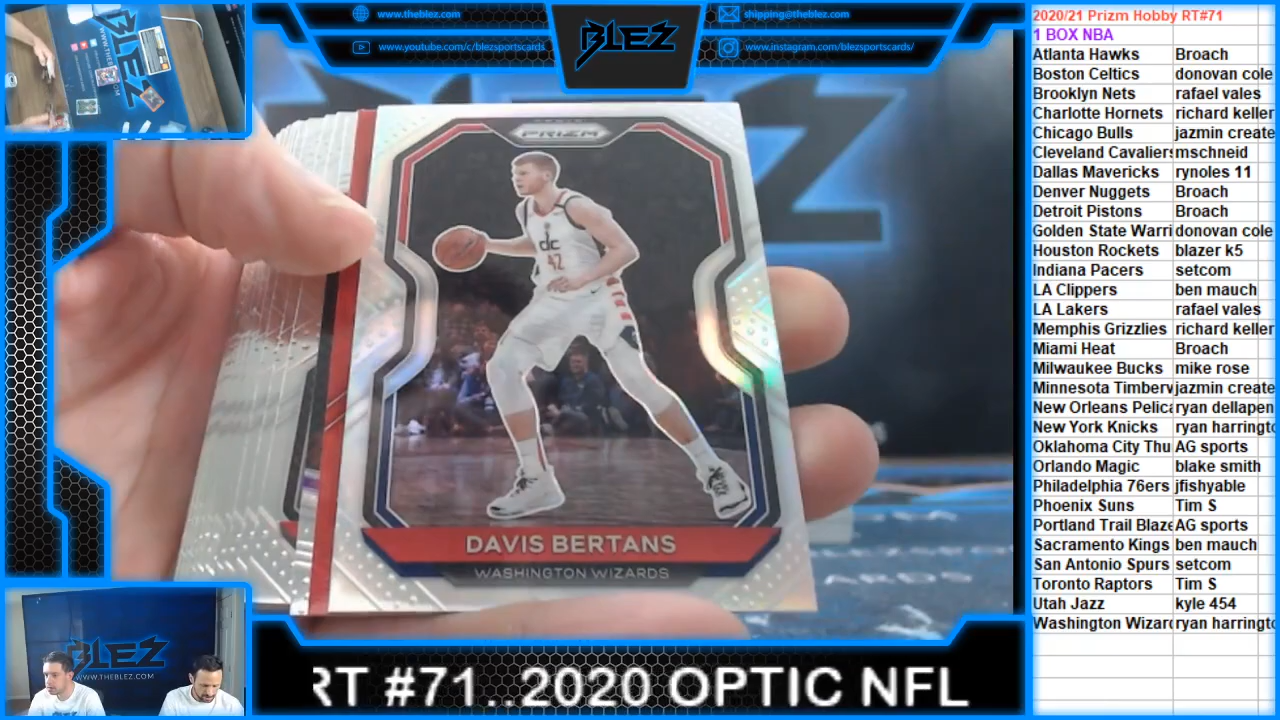 www.theblez.com
shipping@theblez.com
www.youtube.com/c/blezsportscards
www.instagram.com/blezsportscards/
BLEZ
PRIZM
dc
42
DAVIS BERTANS
WASHINGTON WIZARDS
BLEZ
WWW.THEBLEZ.COM
RT #71..2020 OPTIC NFL
2020/21 Prizm Hobby RT#71
1 BOX NBA
Atlanta Hawks Broach
Boston Celtics donovan cole
Brooklyn Nets rafael vales
Charlotte Hornets richard keller
Chicago Bulls jazmin create
Cleveland Cavaliers mschneid
Dallas Mavericks rynoles 11
Denver Nuggets Broach
Detroit Pistons Broach
Golden State Warri donovan cole
Houston Rockets blazer k5
Indiana Pacers setcom
LA Clippers ben mauch
LA Lakers rafael vales
Memphis Grizzlies richard keller
Miami Heat Broach
Milwaukee Bucks mike rose
Minnesota Timberv jazmin create
New Orleans Pelica ryan dellapen
New York Knicks ryan harringto
Oklahoma City Thu AG sports
Orlando Magic blake smith
Philadelphia 76ers jfishyable
Phoenix Suns Tim S
Portland Trail Blaze AG sports
Sacramento Kings ben mauch
San Antonio Spurs setcom
Toronto Raptors Tim S
Utah Jazz kyle 454
Washington Wizard ryan harringto